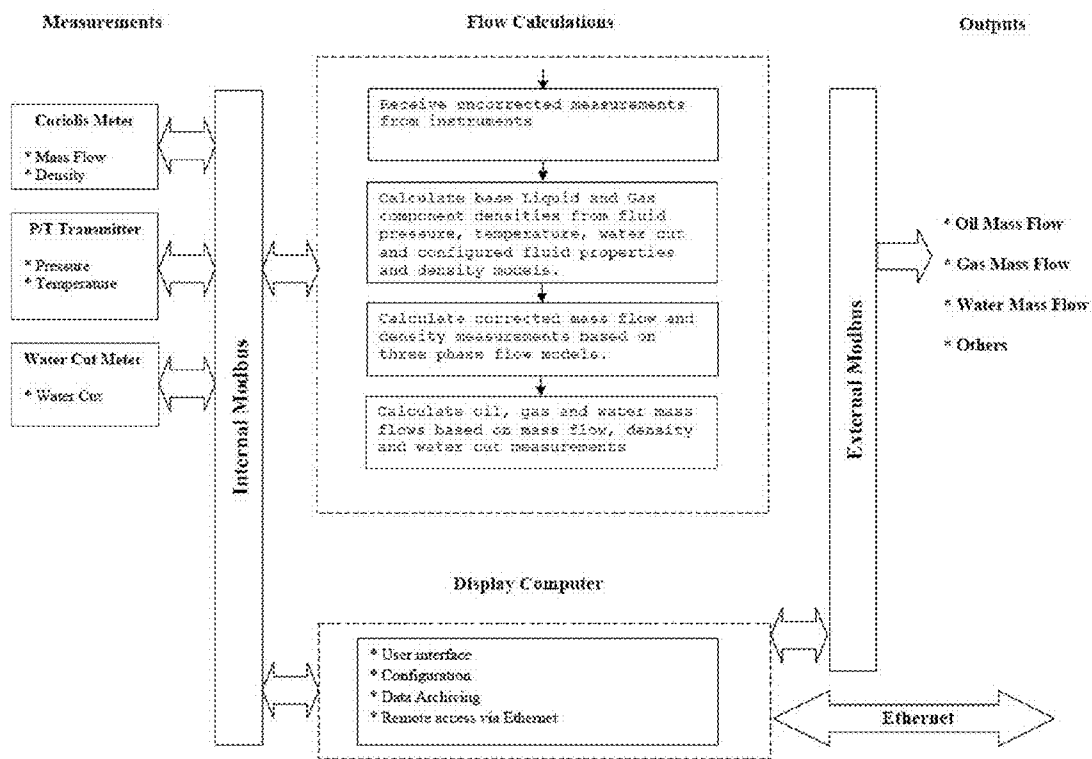 Measurements
Flow Calculations
Outputs
Coriolis Meter
* Mass Flow
* Density
P/T Transmitter
* Pressure
* Temperature
Water Cut Meter
* Water Cut
Internal Modbus
Receive uncorrected measurements
from instruments
Calculate base Liquid and Gas
component densities from fluid
pressure, temperature, water cut
and configured fluid properties
and density models.
Calculate corrected mass flow and
density measurements based on
three phase flow models.
Calculate oil, gas and water mass
flows based on mass flow, density
and water cut measurements
External Modbus
* Oil Mass Flow
* Gas Mass Flow
* Water Mass Flow
* Others
Display Computer
* User interface
* Configuration
* Data Archiving
* Remote access via Ethernet
Ethernet